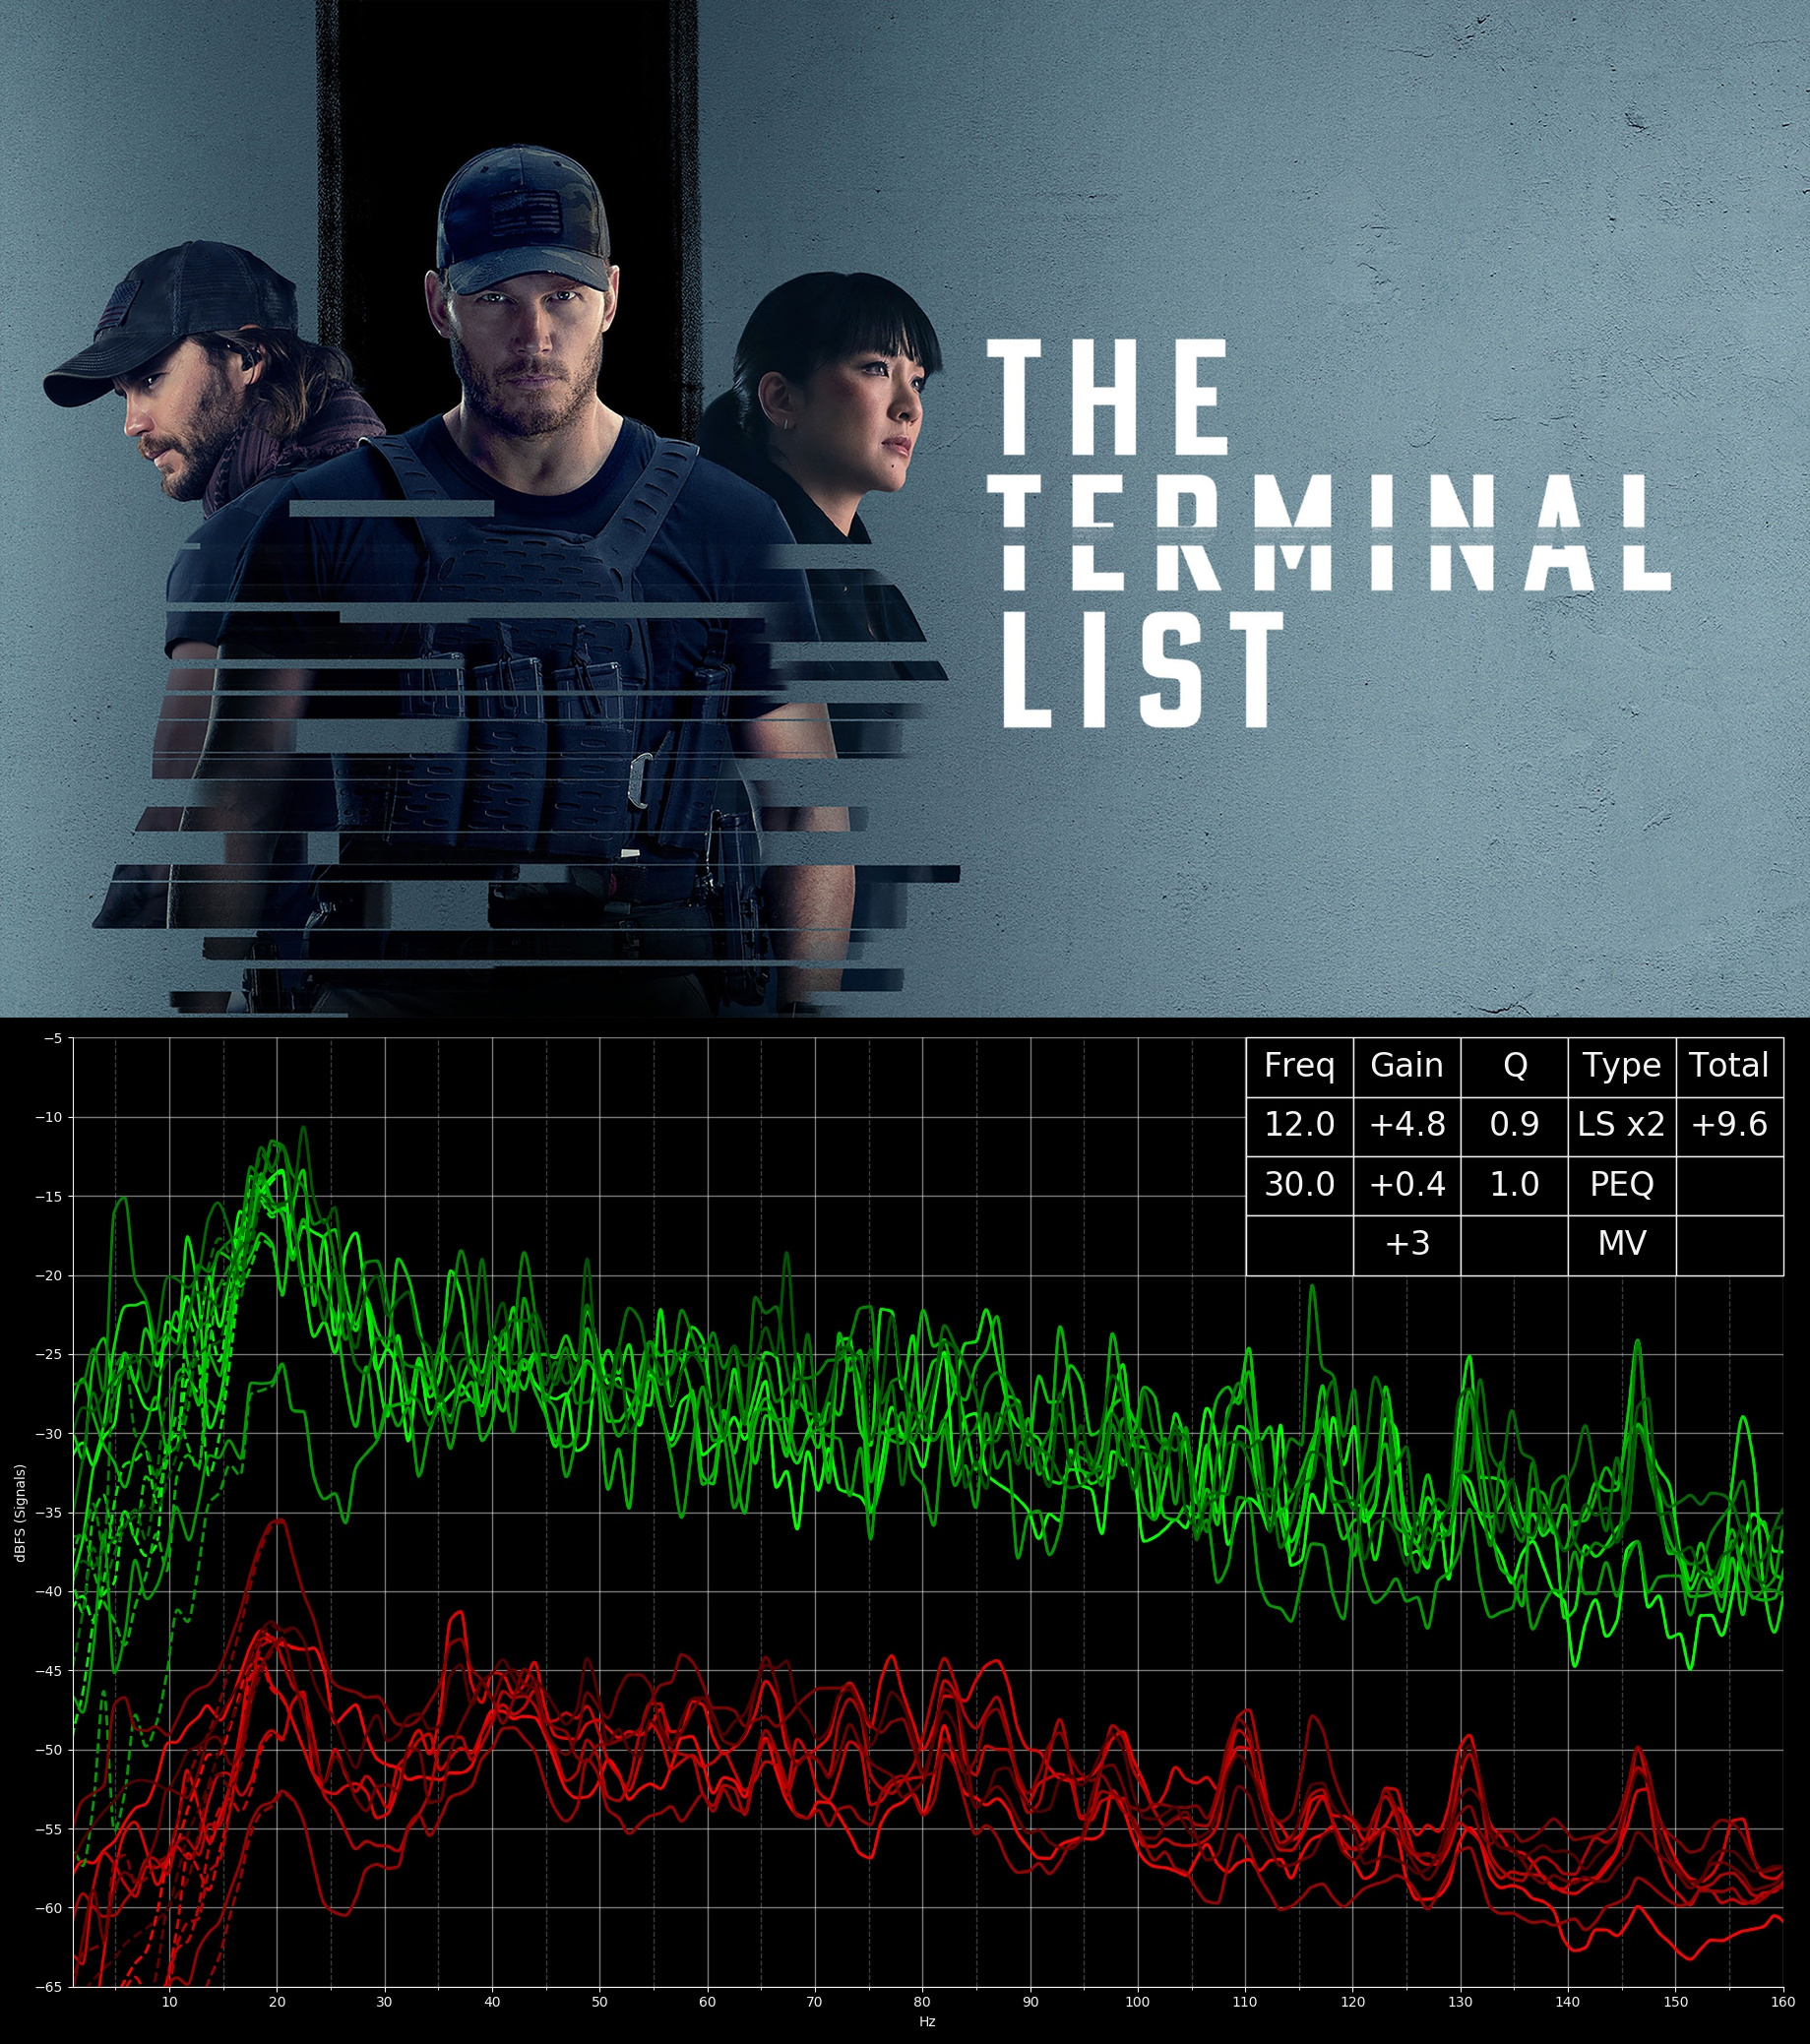 THE
TERMINAL
LIST
Freq Gain Q Type Total
12.0 +4.8 0.9 LS x2 +9.6
30.0 +0.4 1.0 PEQ
+3 MV
−5
−10
−15
−20
−25
−30
−35
−40
−45
−50
−55
−60
−65
dBFS (Signals)
10 20 30 40 50 60 70 80 90 100 110 120 130 140 150 160
Hz